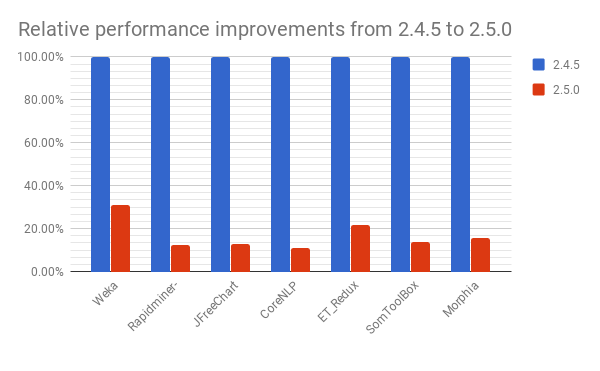 Relative performance improvements from 2.4.5 to 2.5.0
100.00%
80.00%
60.00%
40.00%
20.00%
0.00%
2.4.5
2.5.0
Weka
Rapidminer-
JFreeChart
CoreNLP
ET_Redux
SomToolBox
Morphia